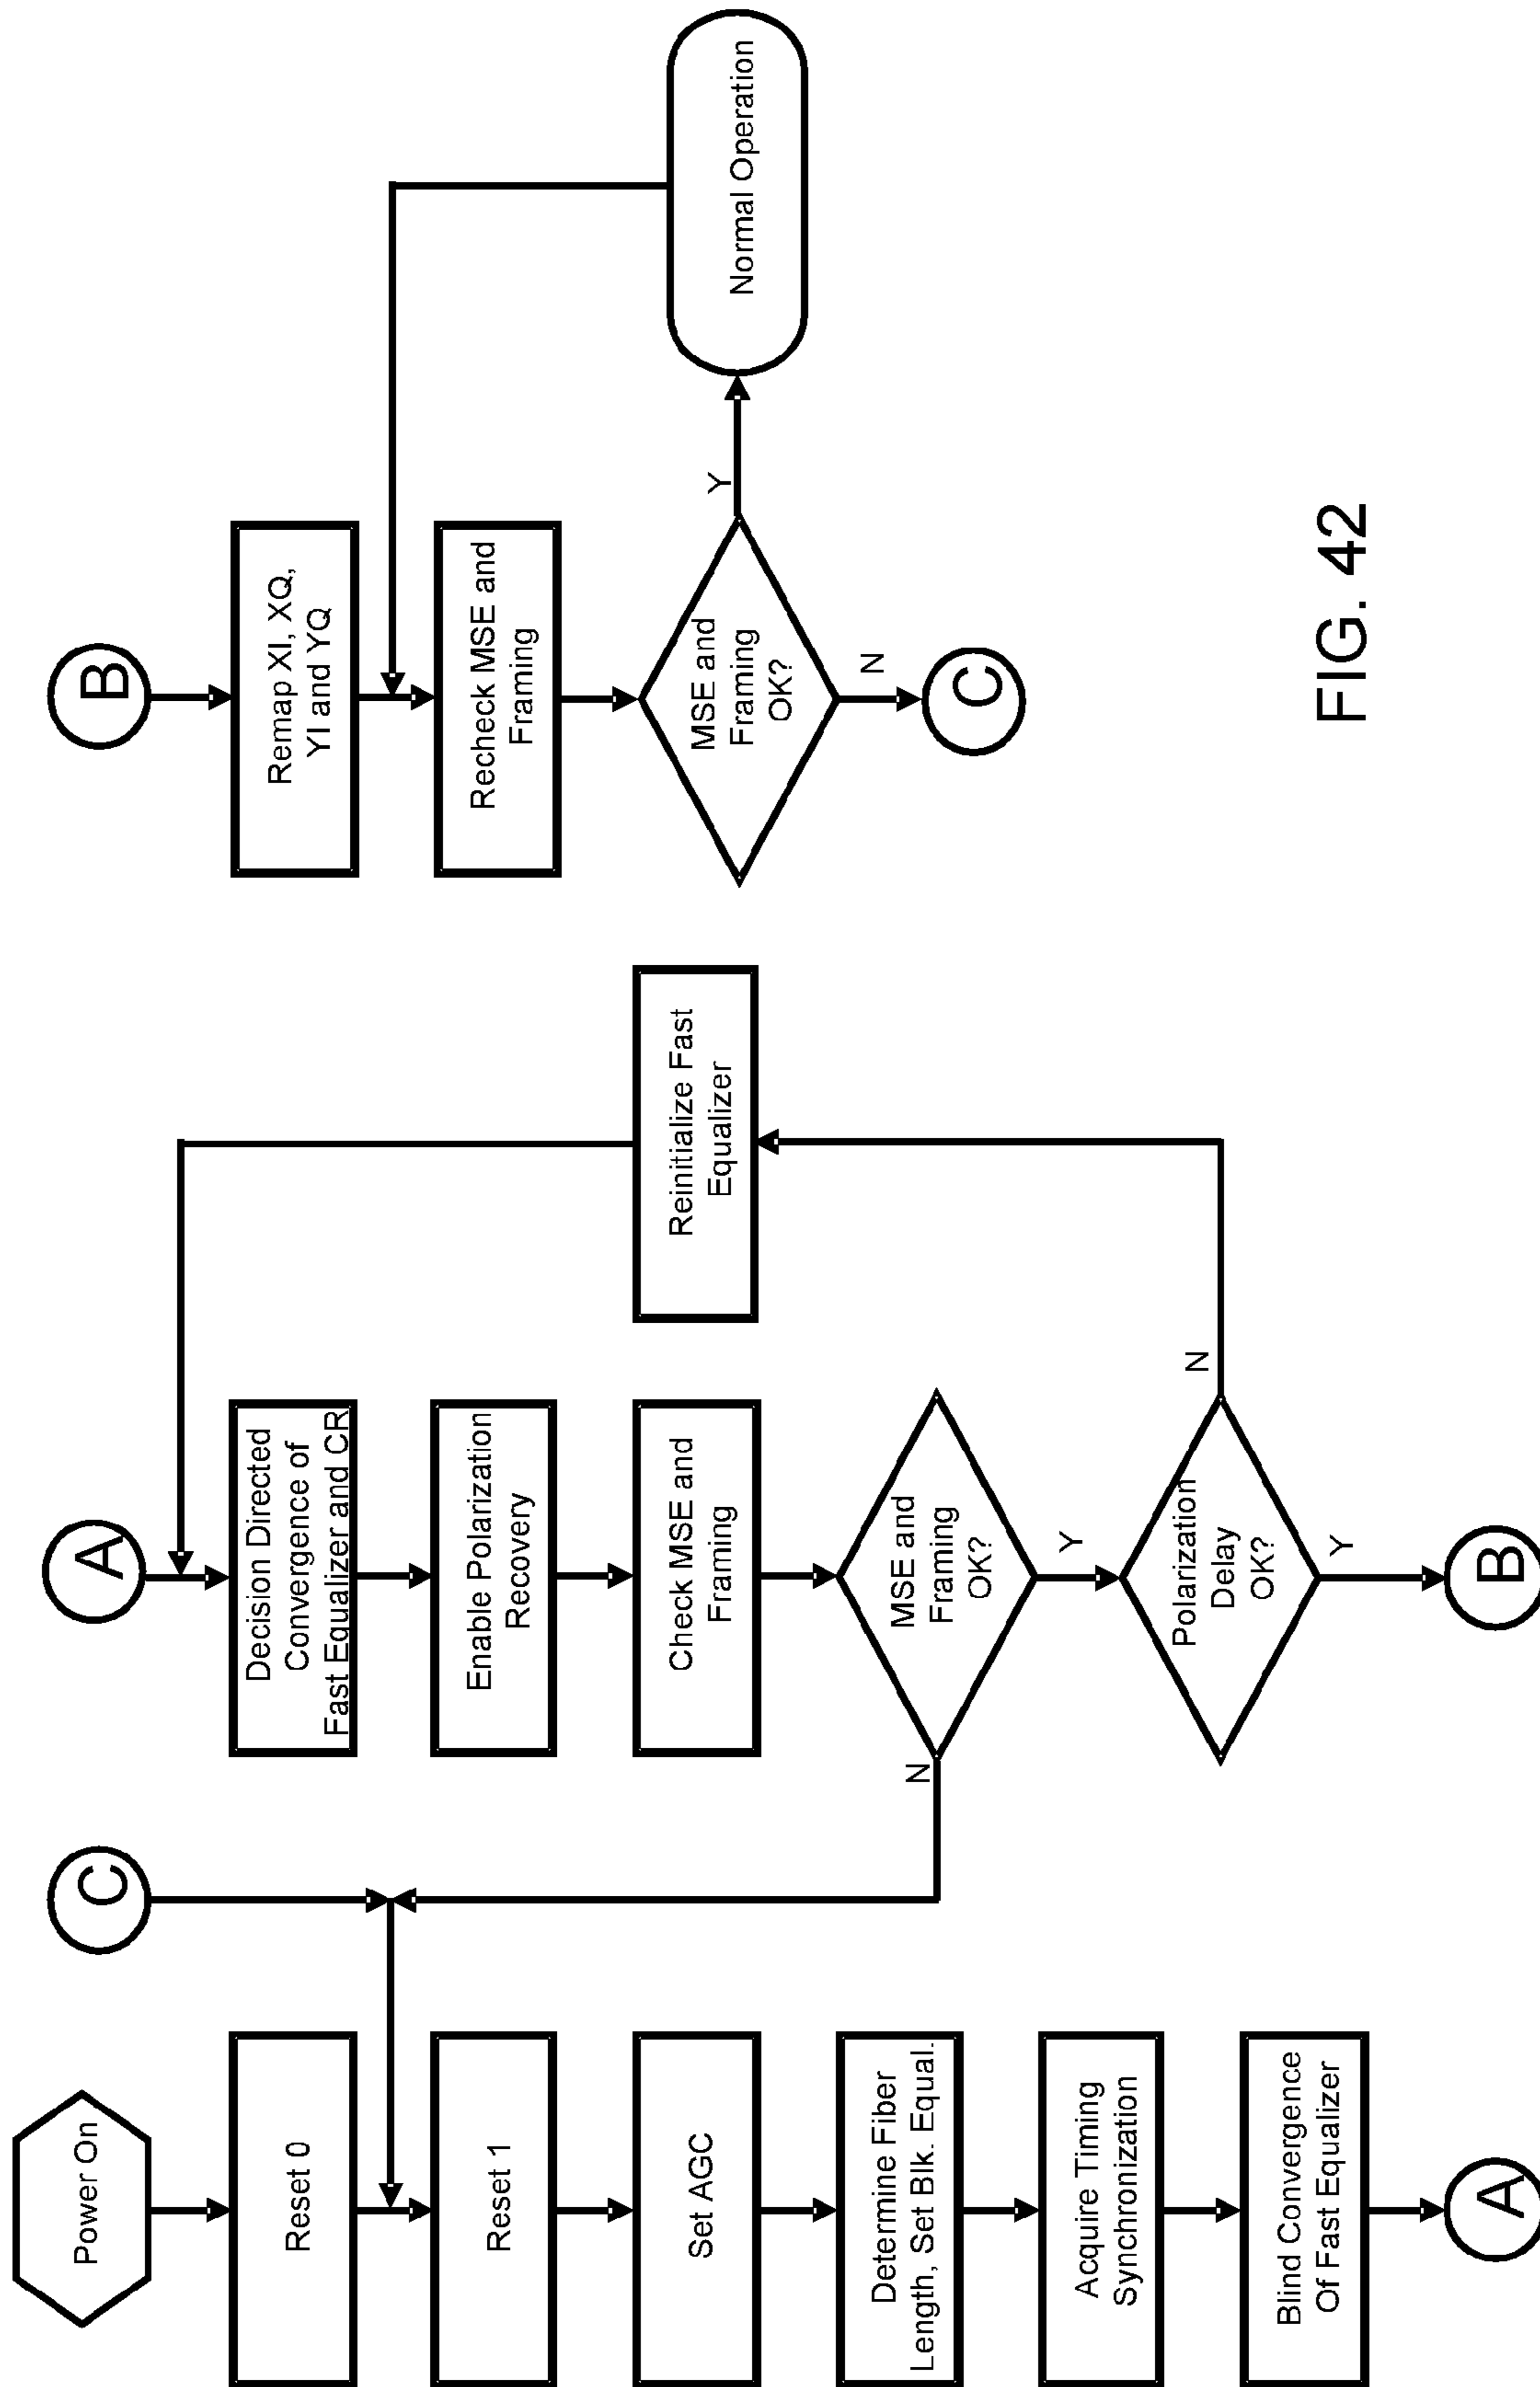 Power On
Reset 0
Reset 1
Set AGC
Determine Fiber
Length, Set Blk. Equal.
Acquire Timing
Synchronization
Blind Convergence
Of Fast Equalizer
A
C
A
Decision Directed
Convergence of
Fast Equalizer and CR
Enable Polarization
Recovery
Check MSE and
Framing
MSE and
Framing
OK?
N
Y
Polarization
Delay
OK?
N
Y
B
Reinitialize Fast
Equalizer
B
Remap XI, XQ,
YI and YQ
Recheck MSE and
Framing
MSE and
Framing
OK?
Y
N
C
Normal Operation
FIG. 42